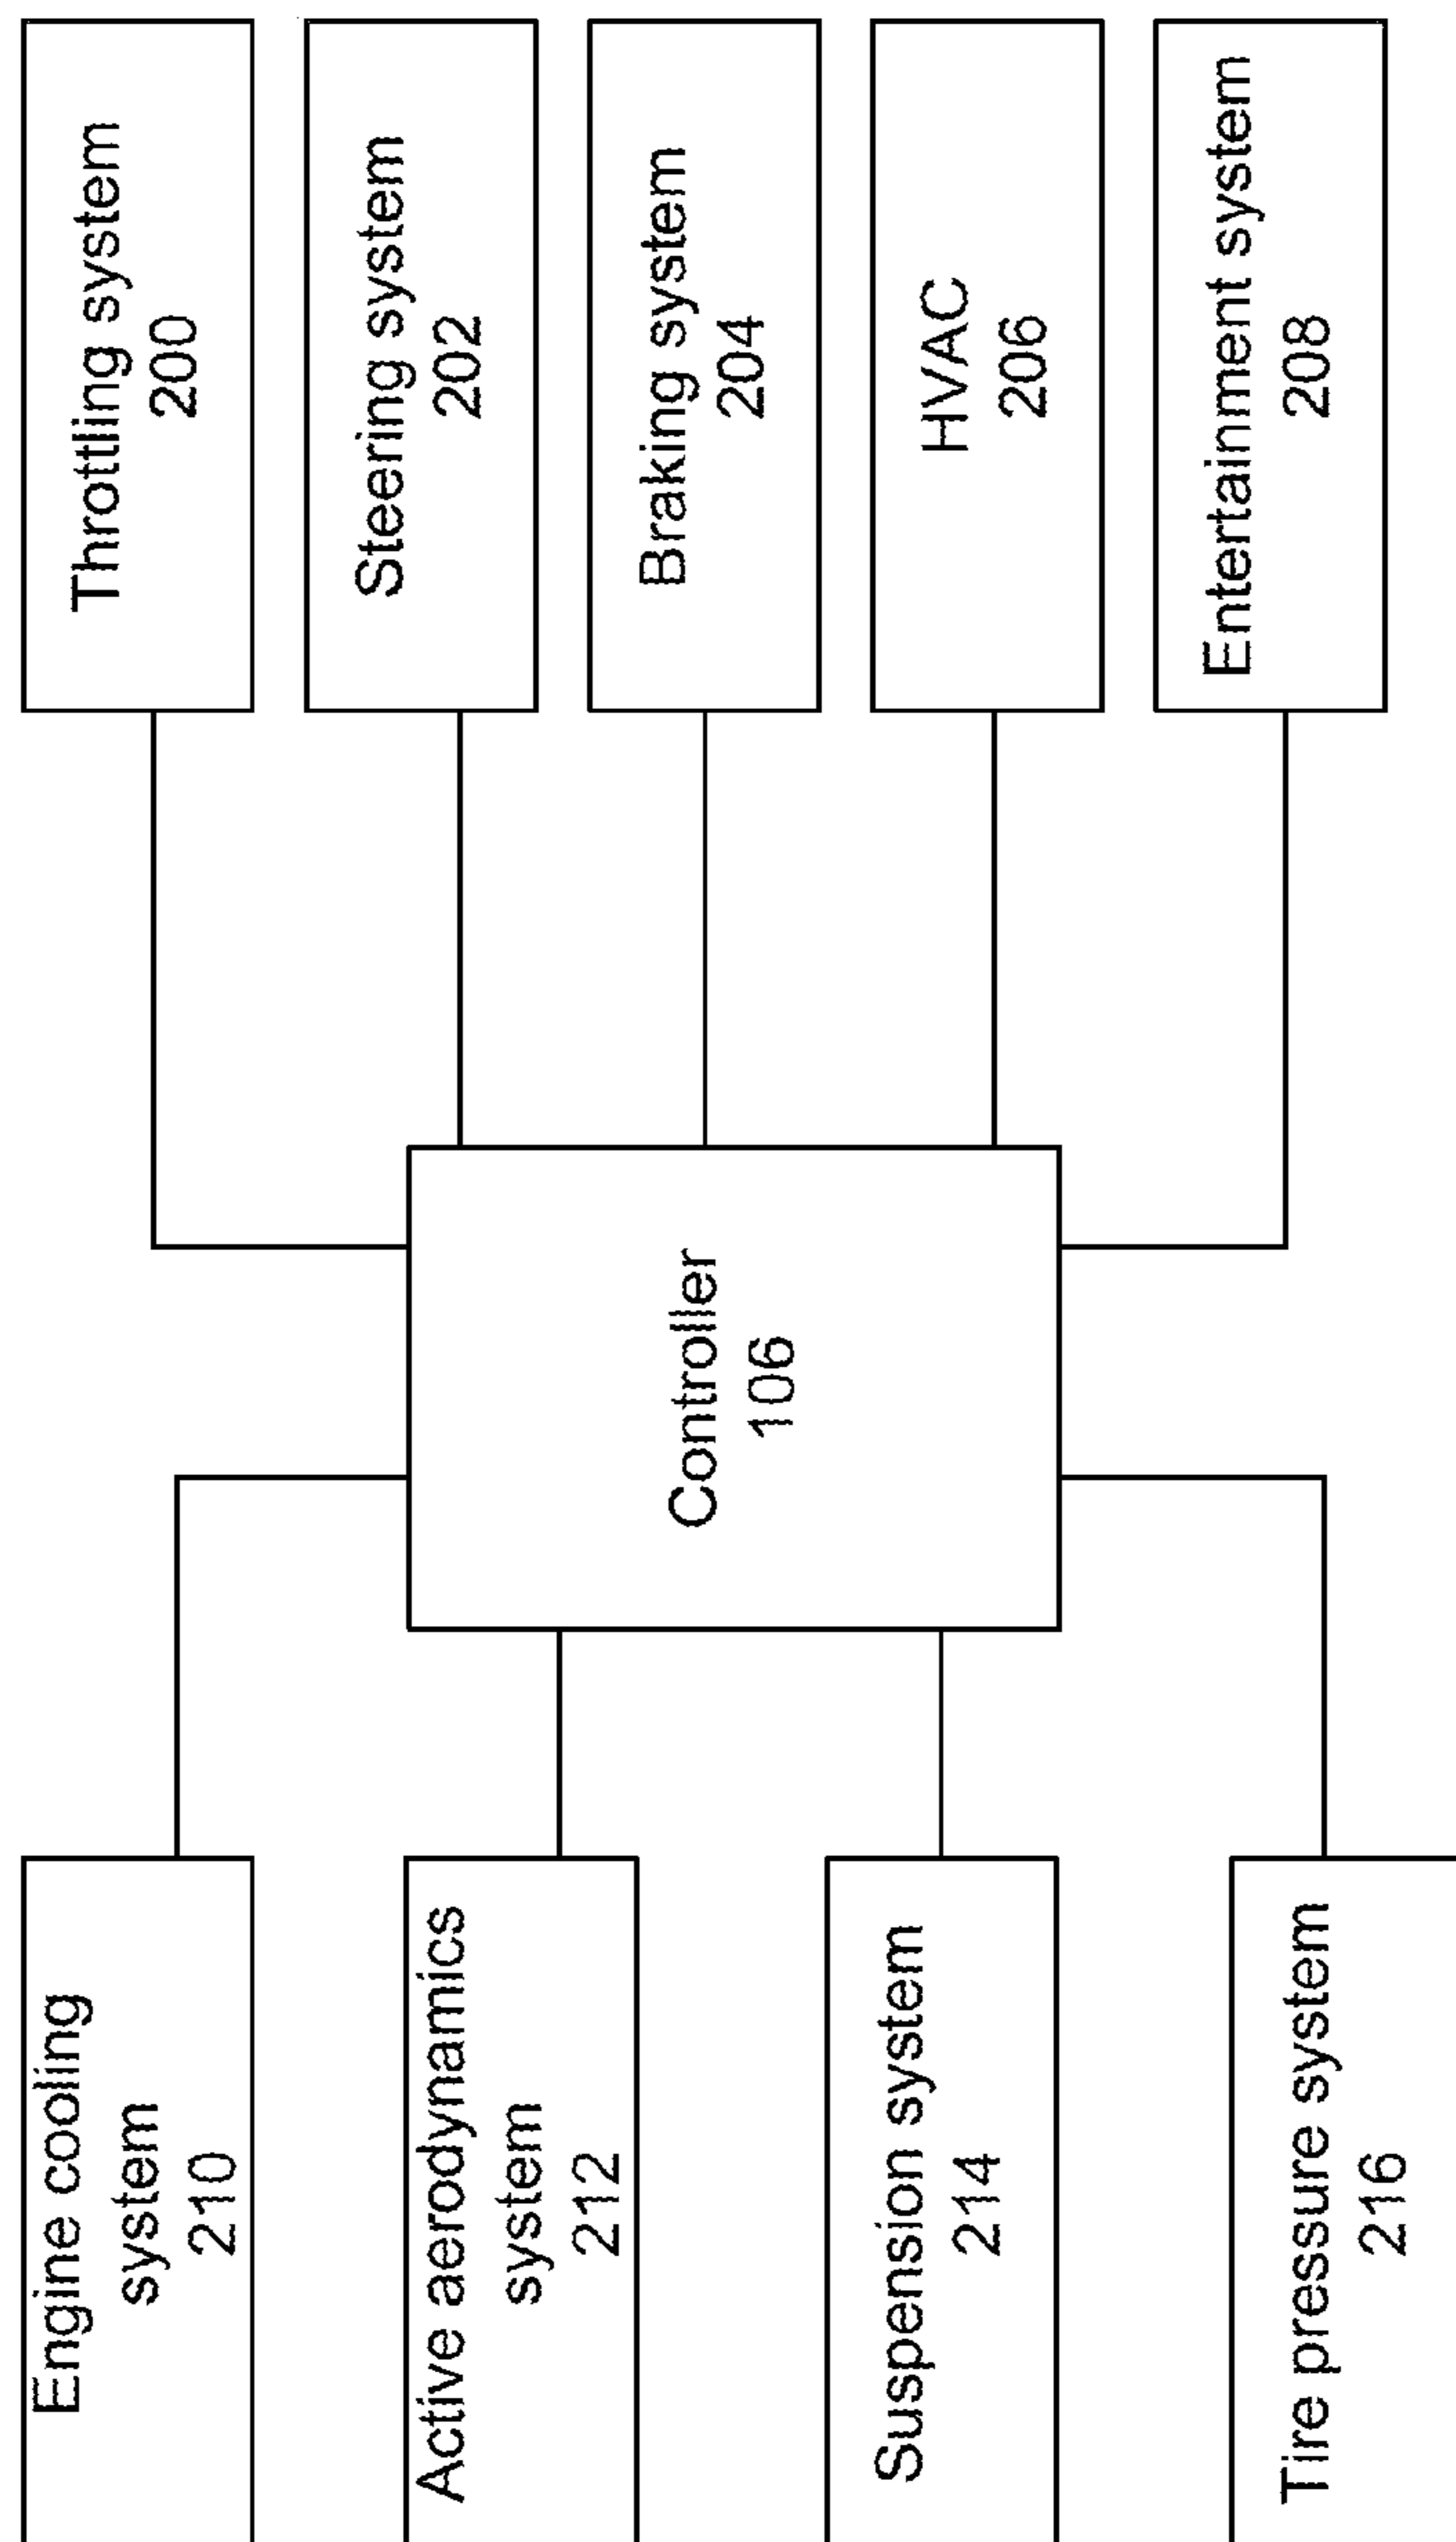 Engine cooling
system
210
Active aerodynamics
system
212
Suspension system
214
Tire pressure system
216
Controller
106
Throttling system
200
Steering system
202
Braking system
204
HVAC
206
Entertainment system
208